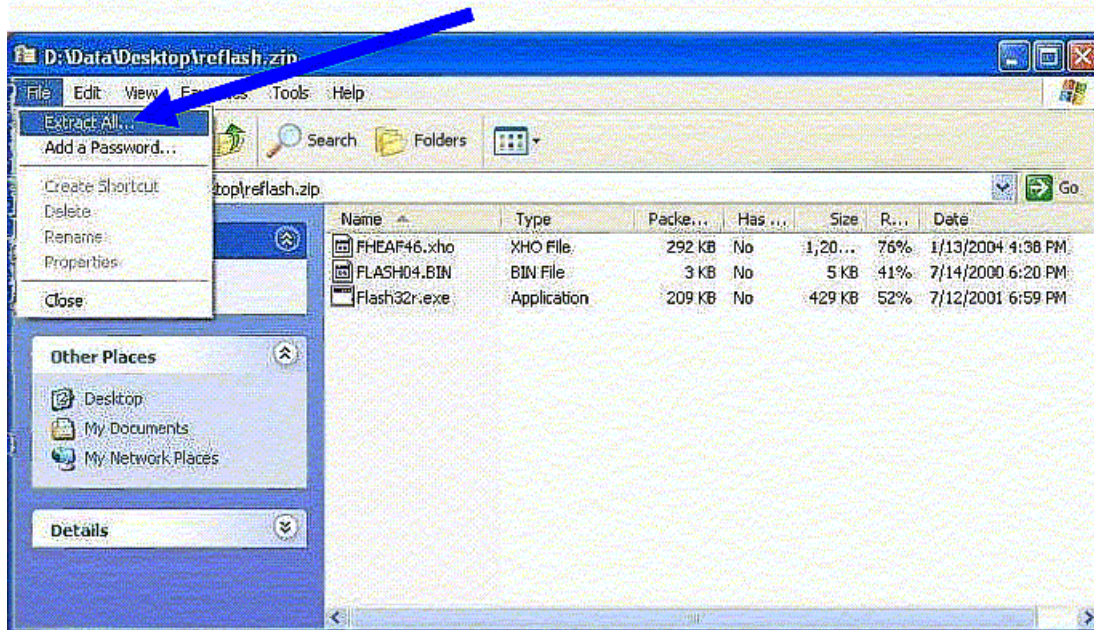 D:\Data\Desktop\reflash.zip
File Edit View Tools Help
Extract All...
Add a Password...
Create Shortcut
Delete
Rename
Properties
Close
Search Folders
top\reflash.zip Go
Name Type Packe... Has ... Size R... Date
FHEAF46.xho XHO File 292 KB No 1,20... 76% 1/13/2004 4:38 PM
FLASH04.BIN BIN File 3 KB No 5 KB 41% 7/14/2000 6:20 PM
Flash32r.exe Application 209 KB No 429 KB 52% 7/12/2001 6:59 PM
Other Places
Desktop
My Documents
My Network Places
Details